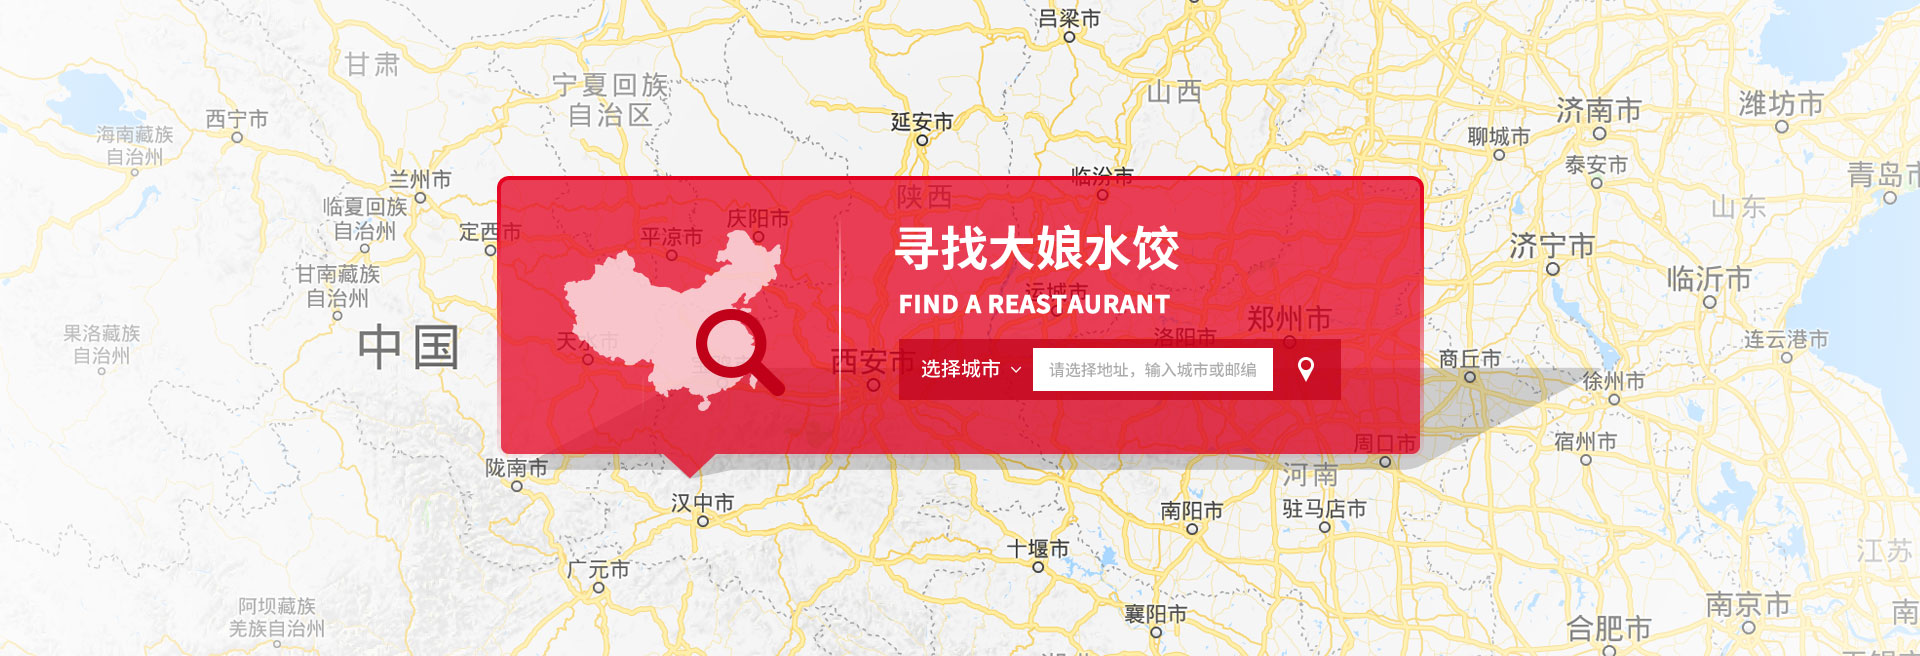 吕梁市
甘肃
宁夏回族
自治区
山西
西宁市
延安市
济南市
潍坊市
海南藏族
自治州
聊城市
泰安市
兰州市
临汾市
青岛市
陕西
临夏回族
自治州
庆阳市
山东
定西市
平凉市
寻找大娘水饺
济宁市
甘南藏族
自治州
临沂市
运城市
FIND A REASTAURANT
郑州市
果洛藏族
自治州
中国
天水市
洛阳市
连云港市
西安市
选择城市
请选择地址，输入城市或邮编
商丘市
徐州市
周口市
宿州市
陇南市
河南
汉中市
南阳市
驻马店市
十堰市
江苏
广元市
阿坝藏族
羌族自治州
襄阳市
南京市
合肥市
南